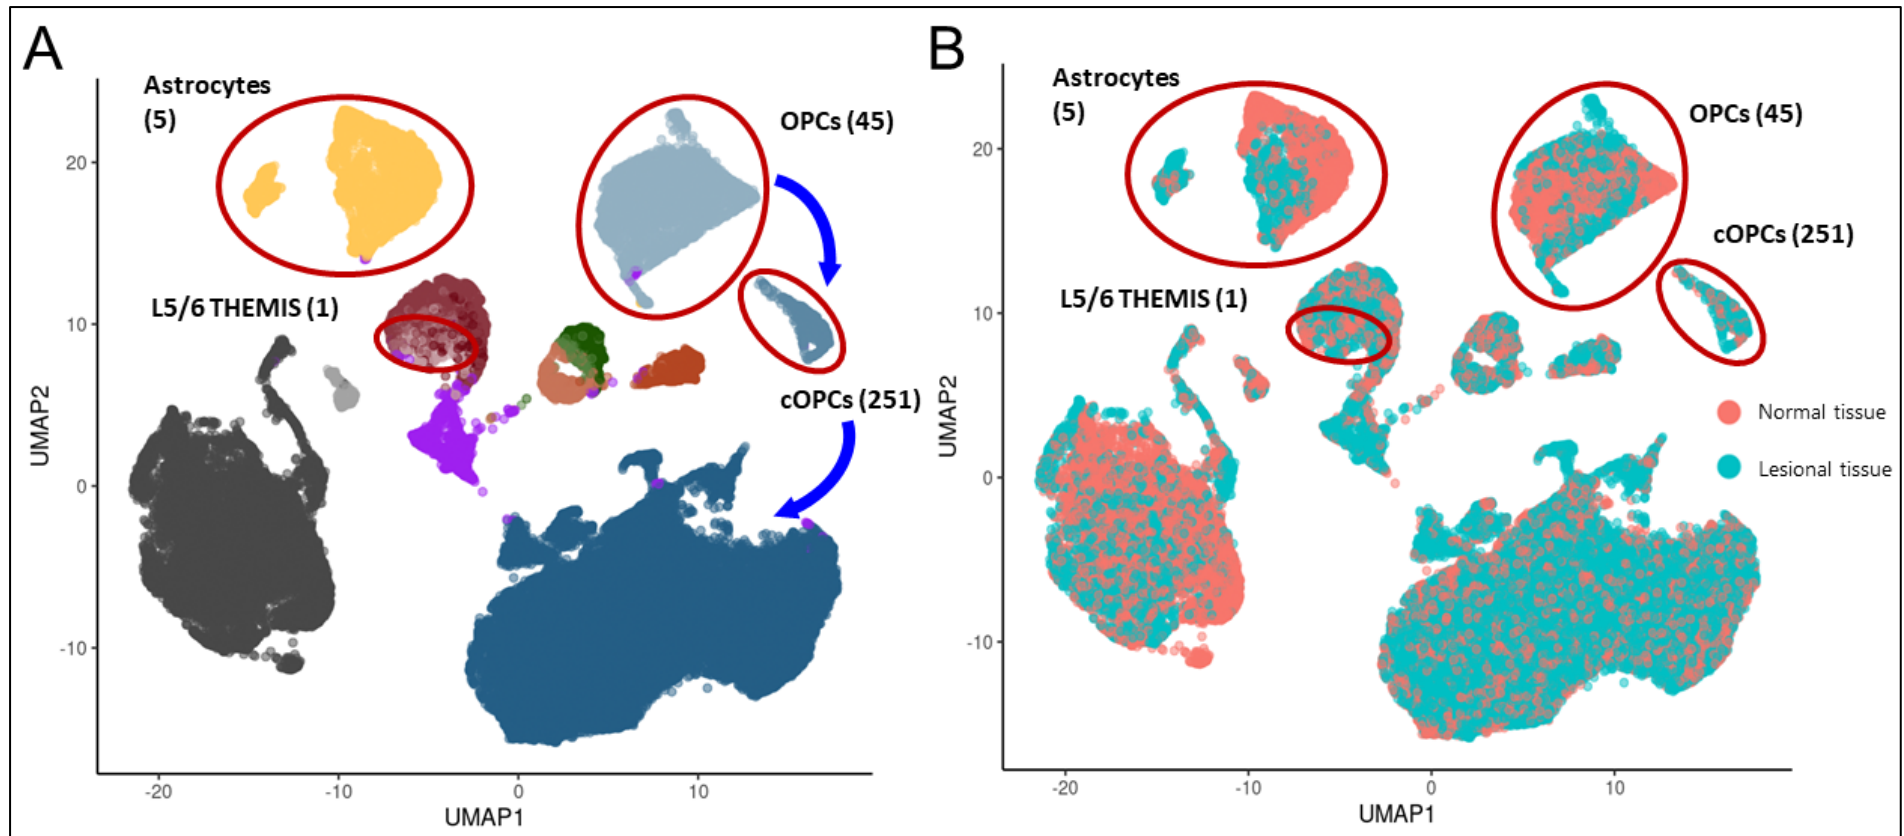 A
Astrocytes
(5)
OPCs (45)
L5/6 THEMIS (1)
cOPCs (251)
20
10
0
-10
-20
-10
0
10
UMAP1
UMAP2
B
Astrocytes
(5)
OPCs (45)
cOPCs (251)
L5/6 THEMIS (1)
Normal tissue
Lesional tissue
20
10
0
-10
-20
-10
0
10
UMAP1
UMAP2